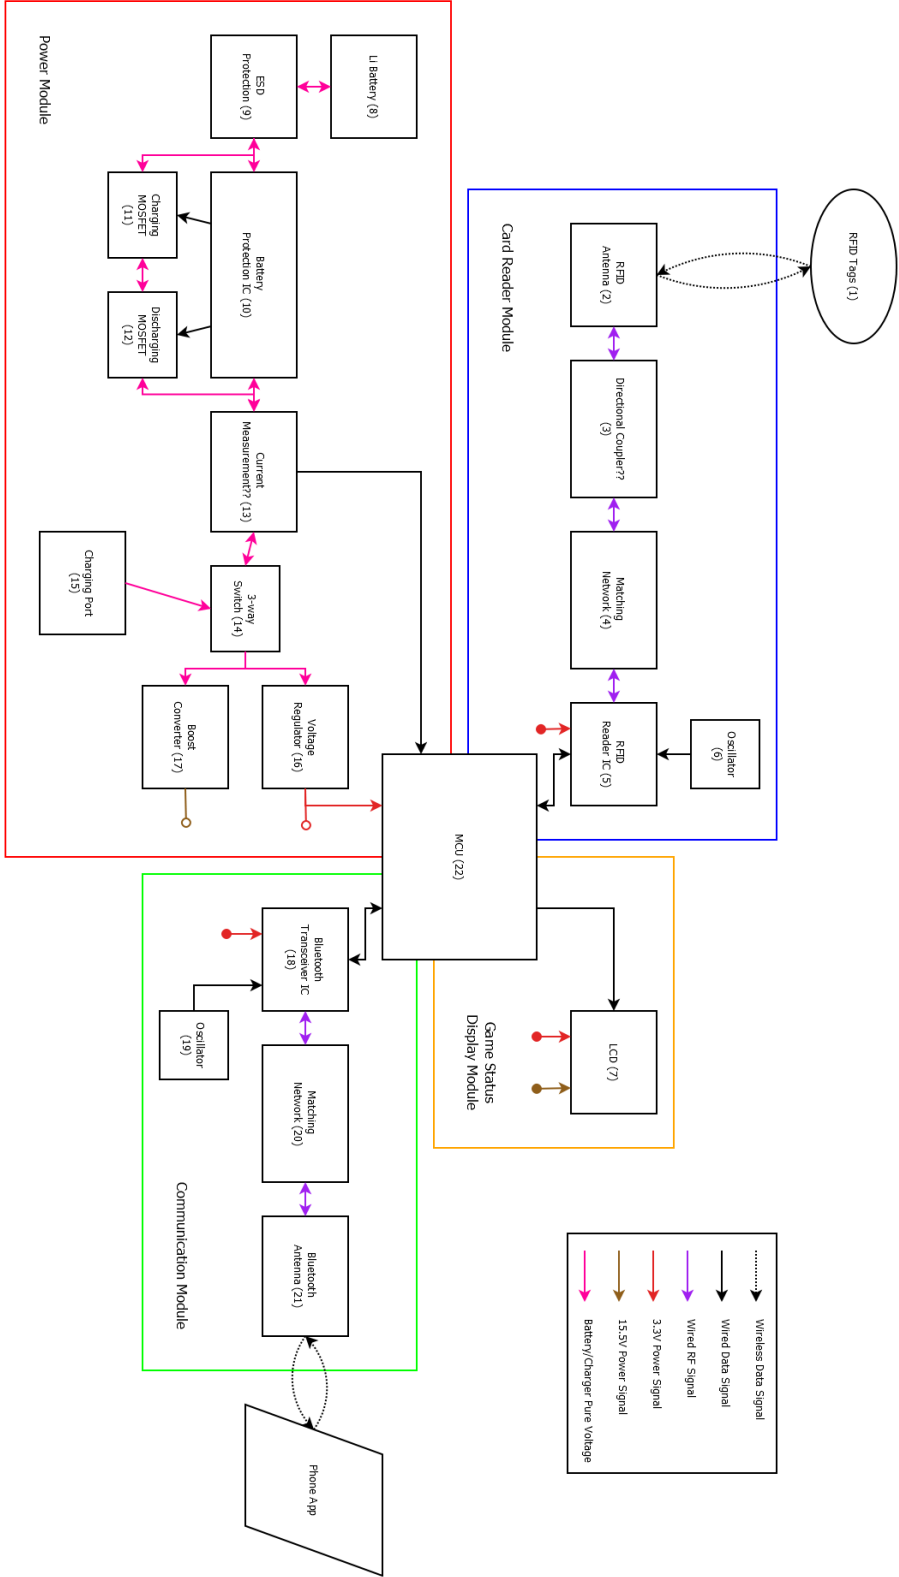 RFID Tags (1)
Card Reader Module
RFID
Antenna (2)
Directional Coupler??
(3)
Matching
Network (4)
RFID
Reader IC (5)
Oscillator
(6)
Power Module
Li Battery (8)
ESD
Protection (9)
Battery
Protection IC (10)
Charging
MOSFET
(11)
Discharging
MOSFET
(12)
Current
Measurement?? (13)
3-way
Switch (14)
Charging Port
(15)
Voltage
Regulator (16)
Boost
Converter (17)
MCU (22)
Game Status
Display Module
LCD (7)
Communication Module
Bluetooth
Transceiver IC
(18)
Oscillator
(19)
Matching
Network (20)
Bluetooth
Antenna (21)
Phone App
Wireless Data Signal
Wired Data Signal
Wired RF Signal
3.3V Power Signal
15.5V Power Signal
Battery/Charger Pure Voltage